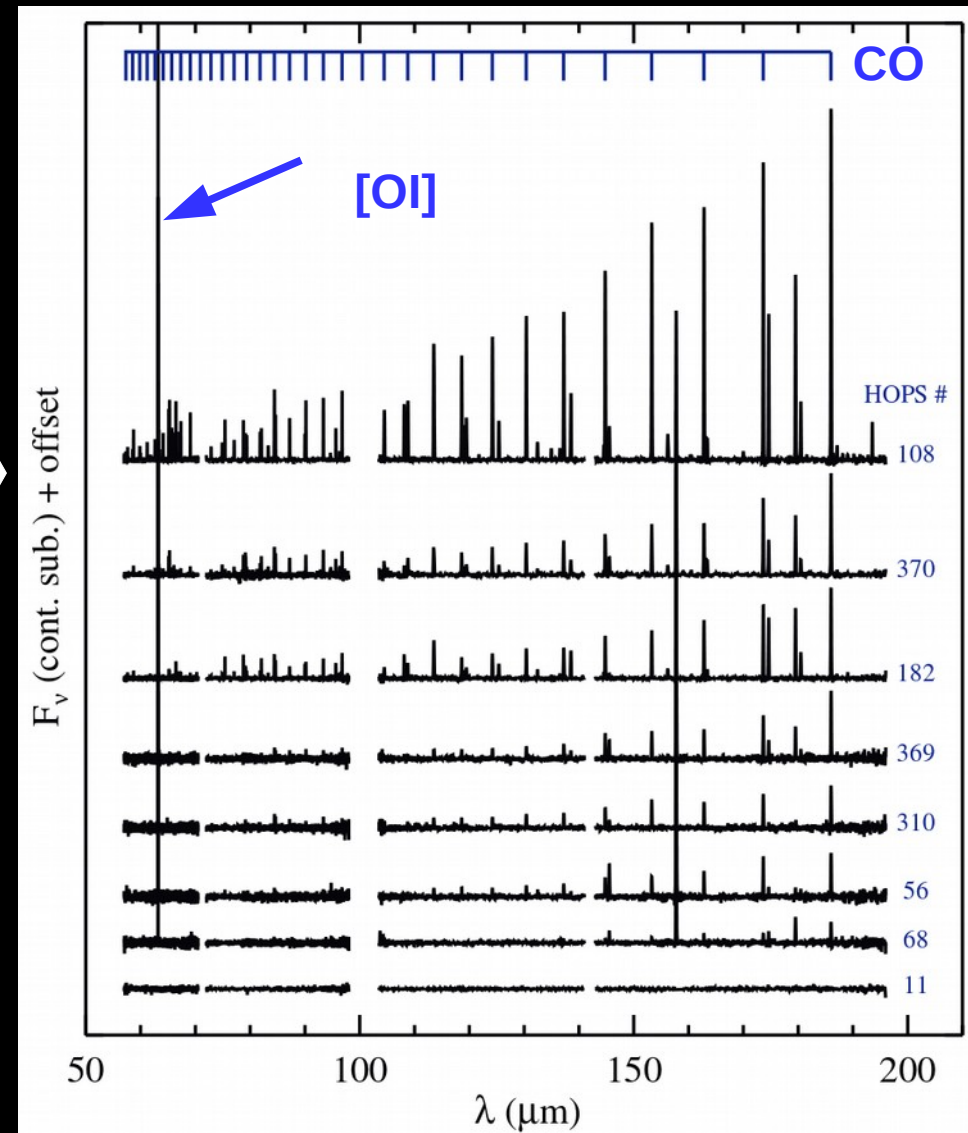 CO
[OI]
HOPS #
108
370
182
369
310
56
68
11
Fν (cont. sub.) + offset
50 100 150 200
λ (μm)